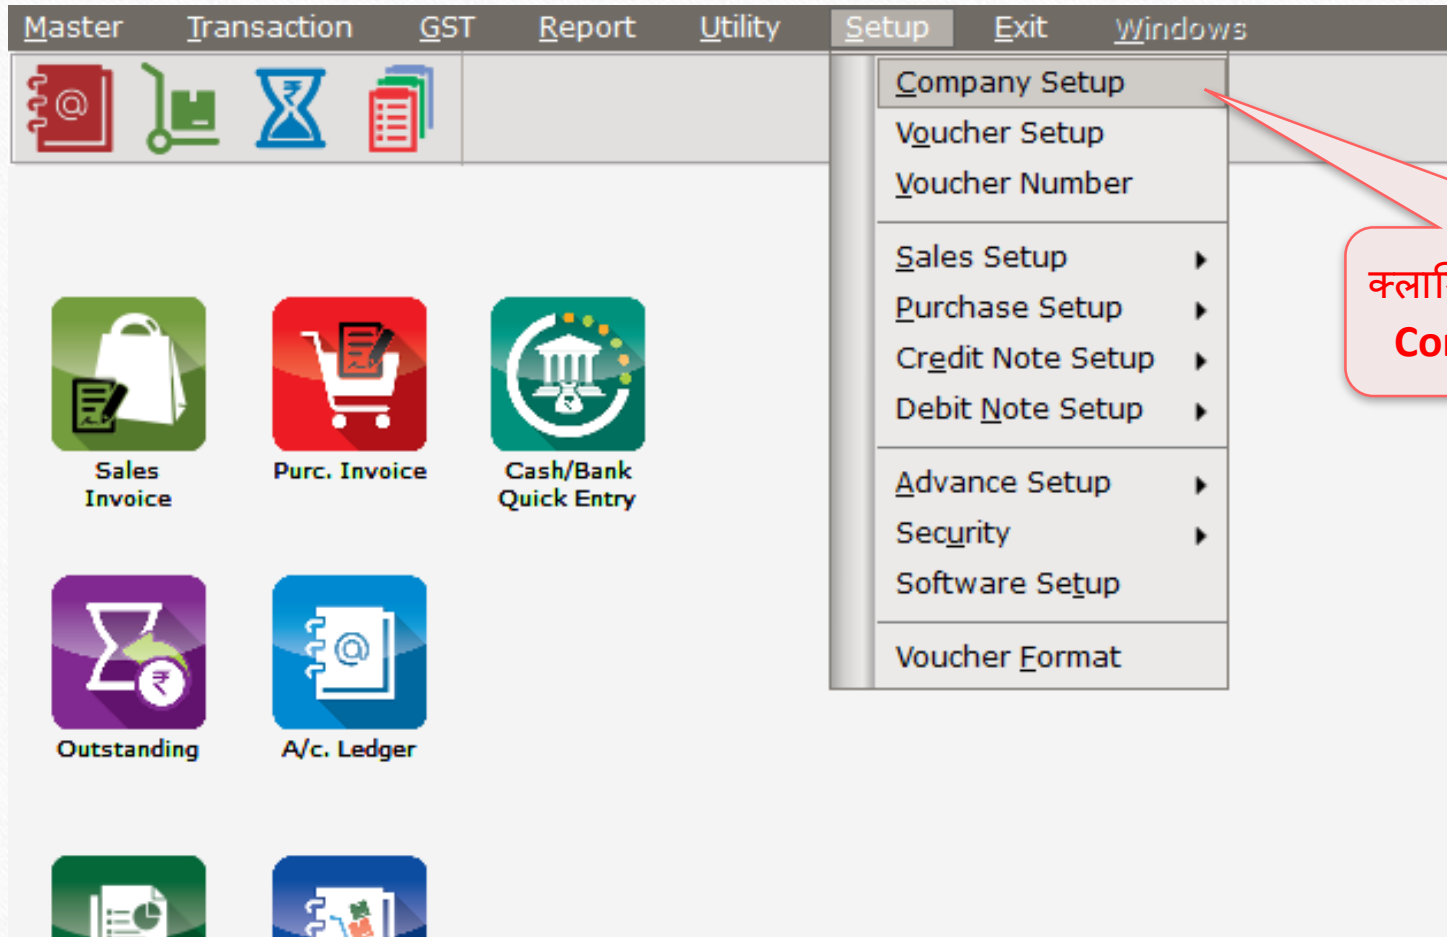 Master Transaction GST Report Utility Setup Exit Windows
Company Setup
Voucher Setup
Voucher Number
Sales Setup
Purchase Setup
Credit Note Setup
Debit Note Setup
Advance Setup
Security
Software Setup
Voucher Format
Sales
Invoice
Purc. Invoice
Cash/Bank
Quick Entry
Outstanding
A/c. Ledger